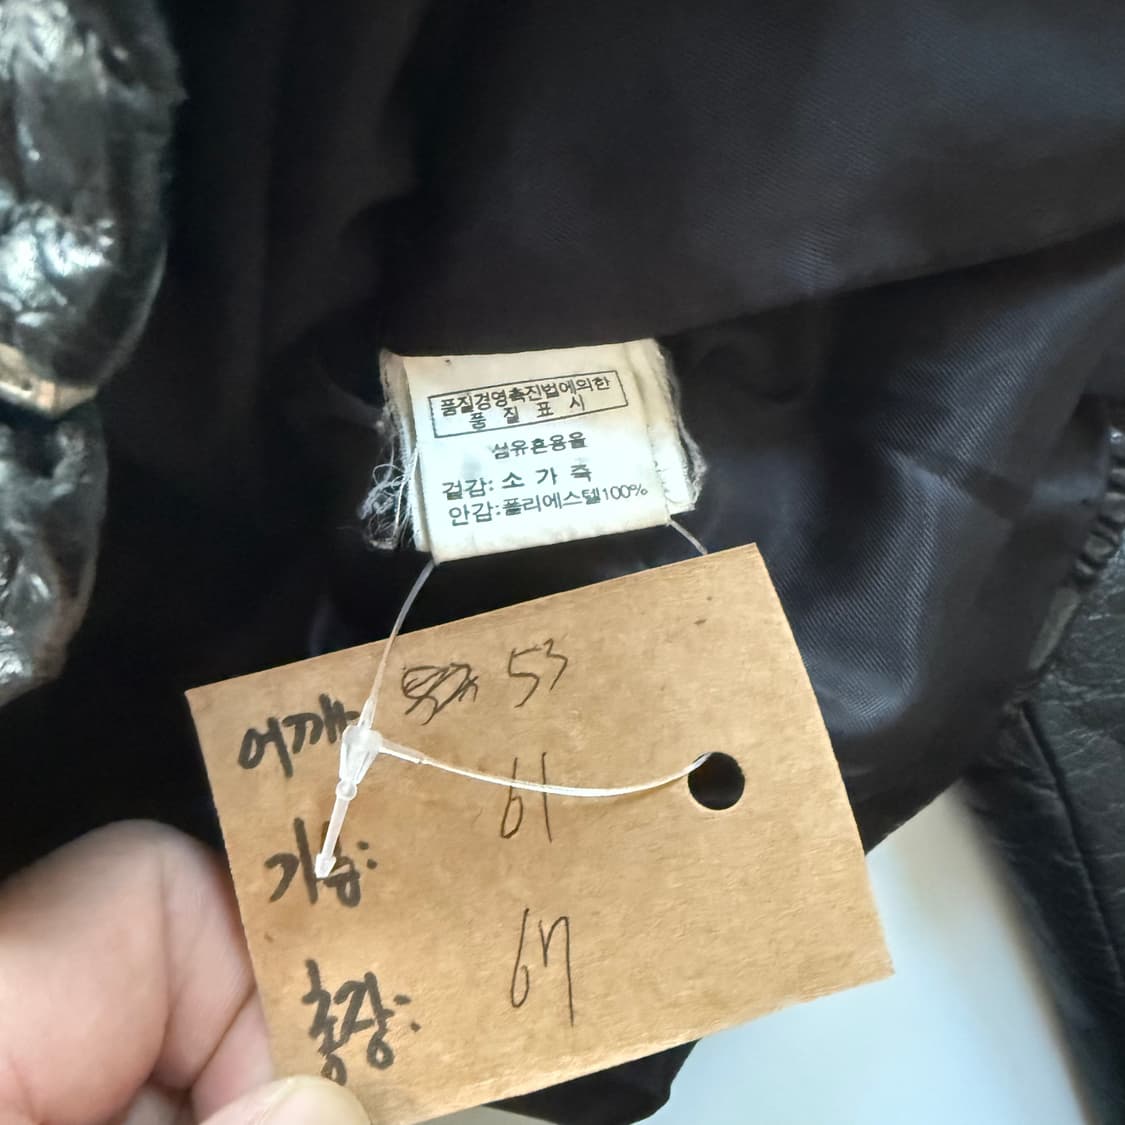 품질경영촉진법에의한
품 질 표 시
섬유혼용율
겉감: 소 가 죽
안감:폴리에스텔100%
어깨 53
가슴: 61
총장: 67